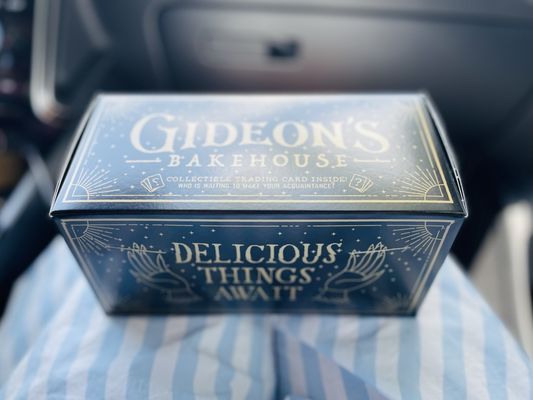 GIDEON'S
BAKEHOUSE
COLLECTIBLE TRADING CARD INSIDE!
WHO IS WAITING TO MAKE YOUR ACQUAINTANCE?
DELICIOUS
THINGS
AWAIT